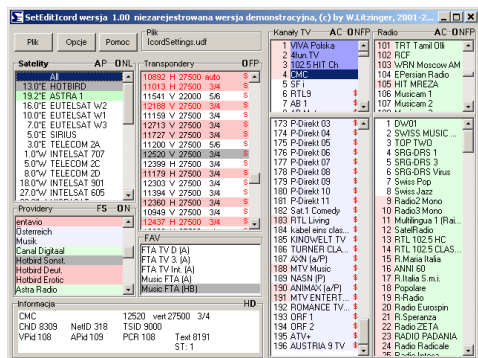 SetEditIcord wersja 1.00 niezarejestrowana wersja demonstracyjna, (c) by W.Litzinger, 2001-2...
Plik
Opcje
Pomoc
Plik
IcordSettings.udf
Satelity AP - ONL
All
13.0°E HOTBIRD
19.2°E ASTRA 1
16.0°E EUTELSAT W2
10.0°E EUTELSAT W1
7.0°E EUTELSAT W3
5.0°E SIRIUS
3.0°E TELECOM 2A
1.0°W INTELSAT 707
5.0°W TELECOM 2C
8.0°W TELECOM 2D
18.0°W INTELSAT 901
27.0°W INTELSAT 605
Transpondery OFP
10892 H 27500 auto S
11013 H 27500 3/4 S
11541 V 22000 5/6 S
12188 V 27500 3/4 S
11159 V 27500 3/4 S
12713 V 27500 3/4 S
11727 V 27500 3/4 S
11200 V 27500 5/6 S
12520 V 27500 3/4 S
12399 H 27500 3/4 S
11179 H 27500 3/4 S
12303 V 27500 3/4 S
11394 V 27500 3/4 S
12360 H 27500 3/4 S
10949 V 27500 3/4 S
12437 H 27500 3/4 S
Providery FS ON
entavio
Österreich
Musik
Canal Digitaal
Hotbird Sonst.
Hotbird Deut.
Hotbird Erotic
Astra Radio
FAV
FTA TV D (A)
FTA TV 3. (A)
FTA TV Int. (A)
Music FTA (A)
Music FTA (HB)
Informacja HD -
CMC 12520 vert 27500 3/4
ChID 8309 NetID 318 TSID 9000
VPid 108 APid 109 PCR 108 Text 8191
ST: 1
Kanały TV AC - ONFP
1 VIVA Polska
2 4fun.TV
3 102.5 HIT Ch
4 CMC
5 SF i
6 RTL9 $
7 AB 1 $
173 P-Direkt 03 $
174 P-Direkt 04 $
175 P-Direkt 05 $
176 P-Direkt 06 $
177 P-Direkt 07 $
178 P-Direkt 08 $
179 P-Direkt 09 $
180 P-Direkt 10 $
181 P-Direkt 11 $
182 Sat.1 Comedy $
183 RTL Living $
184 kabel eins clas... $
185 KINOWELT TV $
186 TURNER CLA... $
187 AXN (a/P) $
188 MTV Music $
189 NASN (P) $
190 ANIMAX (a/P) $
191 MTV ENTERT... $
192 ROMANCE TV... $
193 ORF 1 $
194 ORF 2 $
195 ATV+ $
196 AUSTRIA 9 TV $
Radio AC - ONFP
101 TRT Tamil Olli
102 RCF
103 WRN Moscow AM
104 EPersian Radio
105 HIT MREZA
106 Musicam 1
107 Musicam 2
1 DW01
2 SWISS MUSIC ...
3 TOP TWO
4 SRG-DRS 1
5 SRG-DRS 3
6 SRG-DRS Virus
7 Swiss Pop
8 Swiss Jazz
9 Radio2 Mono
10 Radio3 Mono
11 Multilingua 1 (Rai...
12 SatelRadio
13 RTL 102.5 HC
14 RTL 102.5 CLAS...
15 R.Maria Italia
16 ANNI 60
17 R.Italia S.m.i.
18 Popolare
19 R-Radio
20 Radio Eurospin
21 R.Speranza
22 Radio ZETA
23 RADIO PADANIA
24 Radio Radicale
25 Radio Intesa